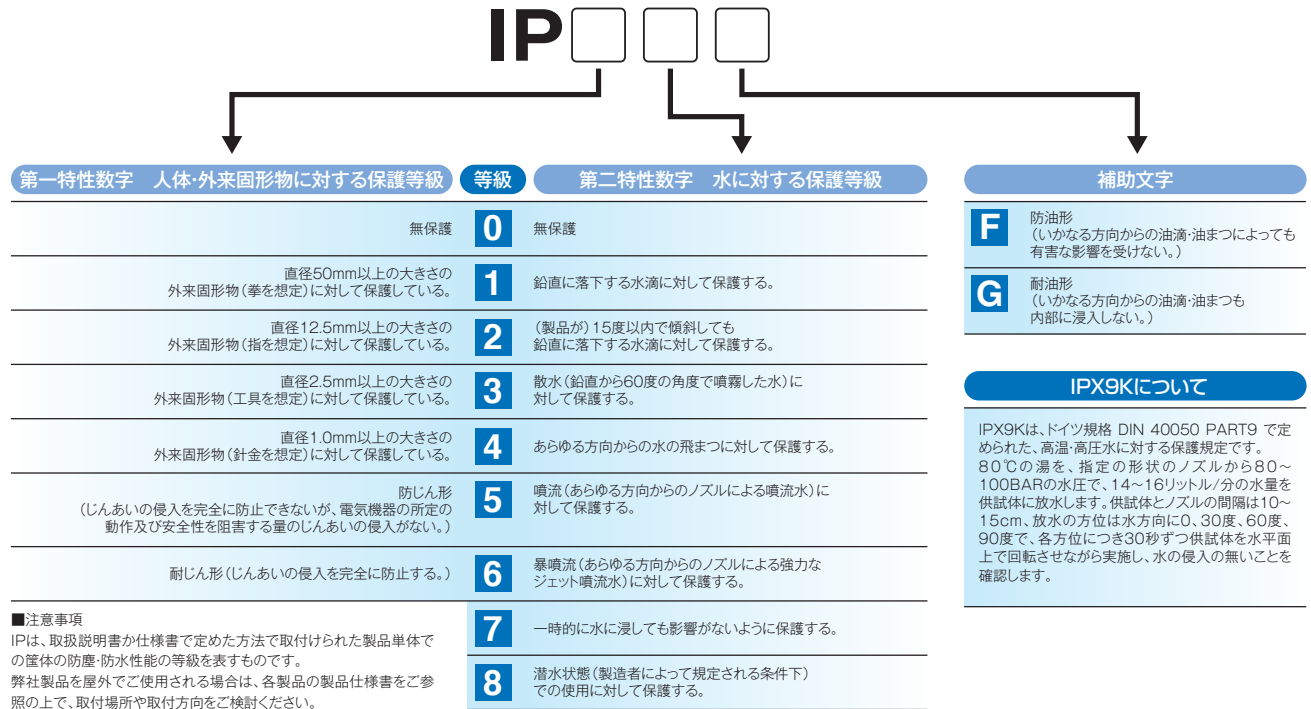 IP
第一特性数字 人体·外来固形物に対する保護等級
等級
第二特性数字 水に対する保護等級
無保護
0
無保護
直径50mm以上の大きさの
外来固形物(拳を想定)に対して保護している。
1
鉛直に落下する水滴に対して保護する。
直径12.5mm以上の大きさの
外来固形物(指を想定)に対して保護している。
2
(製品が)15度以内で傾斜しても
鉛直に落下する水滴に対して保護する。
直径2.5mm以上の大きさの
外来固形物(工具を想定)に対して保護している。
3
散水(鉛直から60度の角度で噴霧した水)に
対して保護する。
直径1.0mm以上の大きさの
外来固形物(針金を想定)に対して保護している。
4
あらゆる方向からの水の飛まつに対して保護する。
防じん形
(じんあいの侵入を完全に防止できないが、電気機器の所定の
動作及び安全性を阻害する量のじんあいの侵入がない。)
5
噴流(あらゆる方向からのノズルによる噴流水)に
対して保護する。
耐じん形(じんあいの侵入を完全に防止する。)
6
暴噴流(あらゆる方向からのノズルによる強力な
ジェット噴流水)に対して保護する。
7
一時的に水に浸しても影響がないように保護する。
8
潜水状態(製造者によって規定される条件下)
での使用に対して保護する。
■注意事項
IPは、取扱説明書か仕様書で定めた方法で取付けられた製品単体で
の筐体の防塵·防水性能の等級を表すものです。
弊社製品を屋外でご使用される場合は、各製品の製品仕様書をご参
照の上で、取付場所や取付方向をご検討ください。
補助文字
F
防油形
(いかなる方向からの油滴·油まつによっても
有害な影響を受けない。)
G
耐油形
(いかなる方向からの油滴·油まつも
内部に浸入しない。)
IPX9Kについて
IPX9Kは、ドイツ規格 DIN 40050 PART9 で定
められた、高温·高圧水に対する保護規定です。
80℃の湯を、指定の形状のノズルから80~
100BARの水圧で、14~16リットル/分の水量を
供試体に放水します。供試体とノズルの間隔は10~
15cm、放水の方位は水方向に0、30度、60度、
90度で、各方位につき30秒ずつ供試体を水平面
上で回転させながら実施し、水の侵入の無いことを
確認します。